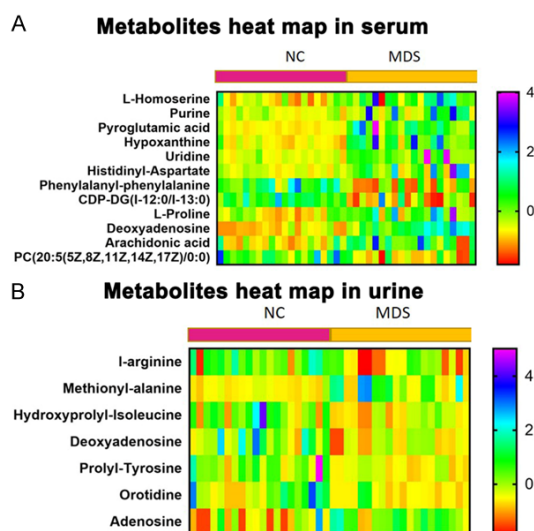 A
Metabolites heat map in serum
NC MDS
L-Homoserine
Purine
Pyroglutamic acid
Hypoxanthine
Uridine
Histidinyl-Aspartate
Phenylalanyl-phenylalanine
CDP-DG(I-12:0/I-13:0)
L-Proline
Deoxyadenosine
Arachidonic acid
PC(20:5(5Z,8Z,11Z,14Z,17Z)/0:0)
4
2
0
B
Metabolites heat map in urine
NC MDS
l-arginine
Methionyl-alanine
Hydroxyprolyl-Isoleucine
Deoxyadenosine
Prolyl-Tyrosine
Orotidine
Adenosine
4
2
0